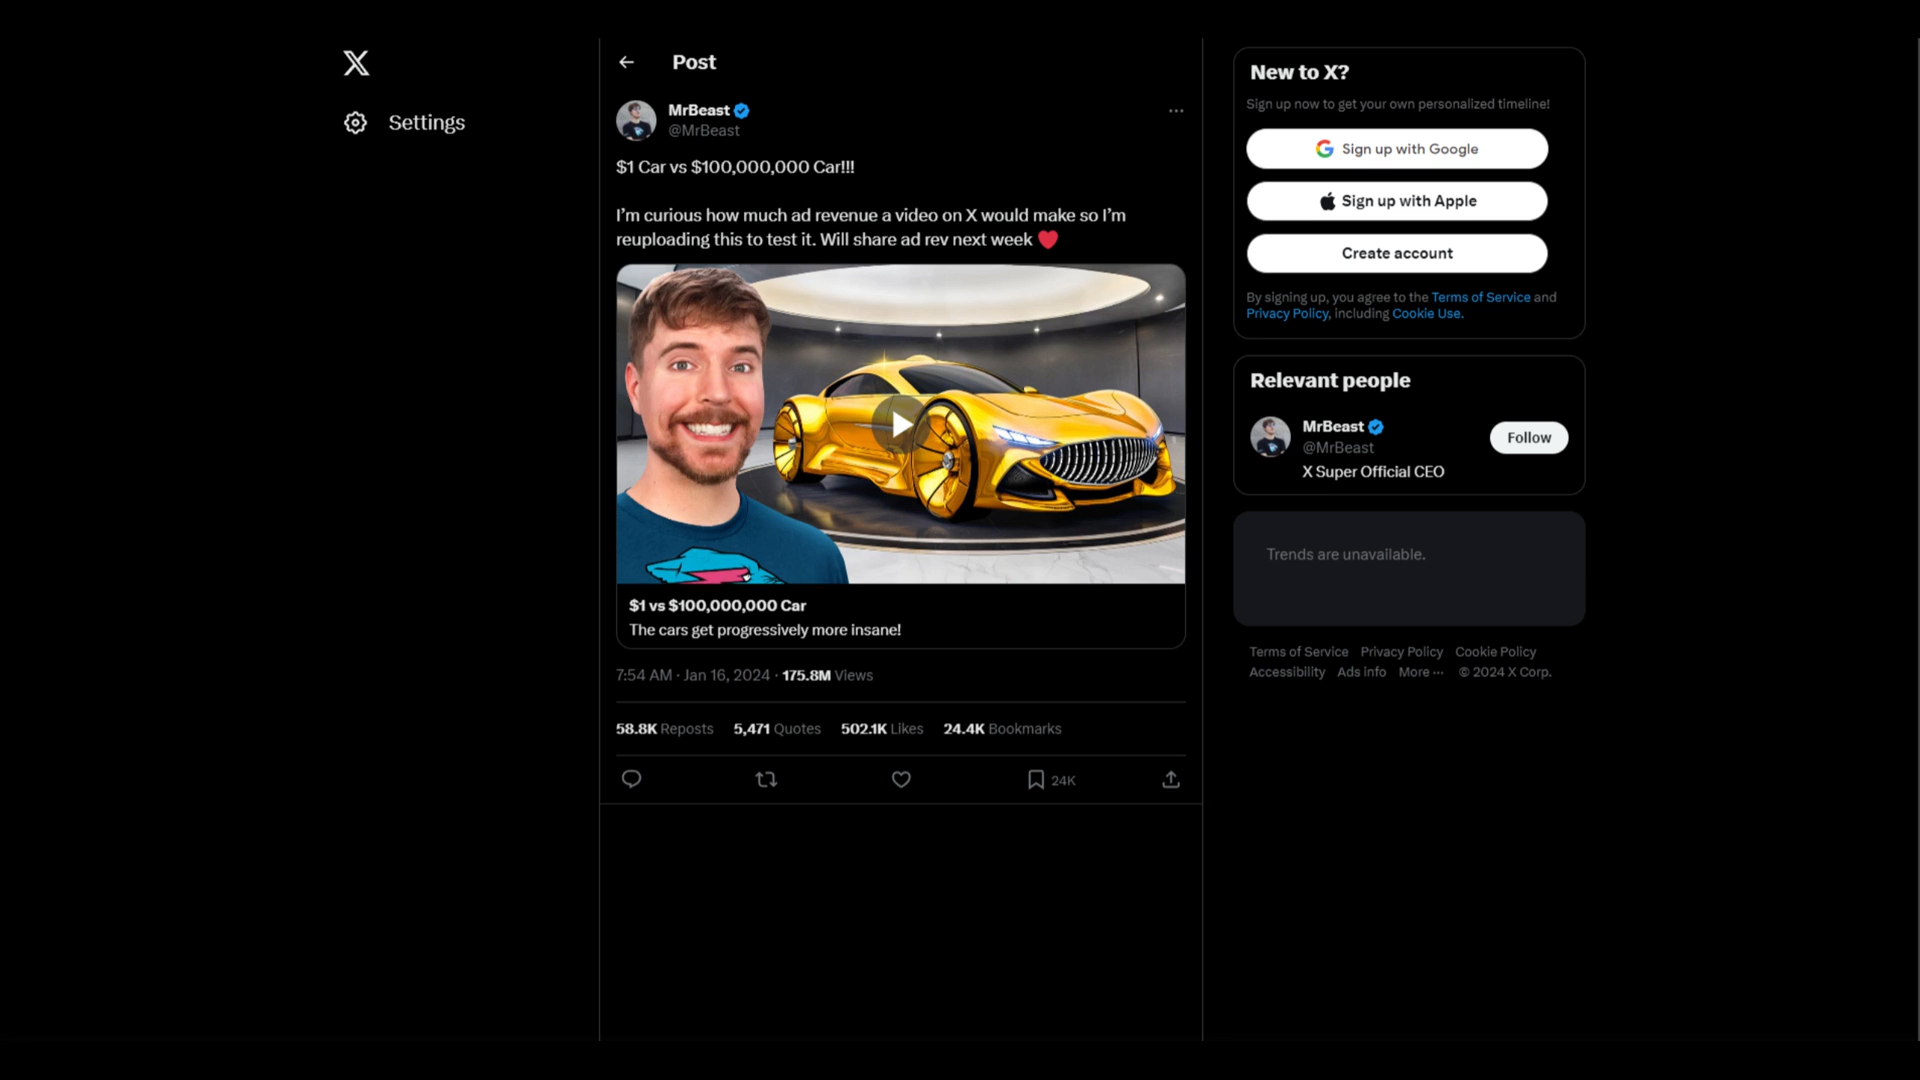 Settings
Post
MrBeast
@MrBeast
$1 Car vs $100,000,000 Car!!!
I’m curious how much ad revenue a video on X would make so I’m
reuploading this to test it. Will share ad rev next week ❤️
$1 vs $100,000,000 Car
The cars get progressively more insane!
7:54 AM · Jan 16, 2024 · 175.8M Views
58.8K Reposts 5,471 Quotes 502.1K Likes 24.4K Bookmarks
24K
New to X?
Sign up now to get your own personalized timeline!
Sign up with Google
Sign up with Apple
Create account
By signing up, you agree to the Terms of Service and
Privacy Policy, including Cookie Use.
Relevant people
MrBeast
@MrBeast
Follow
X Super Official CEO
Trends are unavailable.
Terms of Service Privacy Policy Cookie Policy
Accessibility Ads info More ··· © 2024 X Corp.